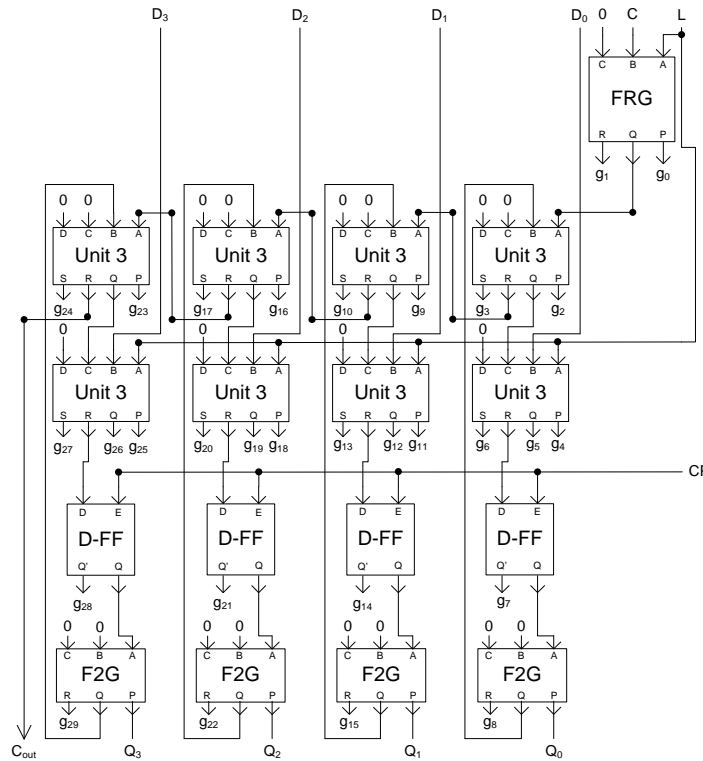 D₃ D₂ D₁ D₀ 0 C L
C B A
FRG
R Q P
g₁ g₀
0 0 0 0 0 0 0 0
D C B A D C B A D C B A D C B A
Unit 3 Unit 3 Unit 3 Unit 3
S R Q P S R Q P S R Q P S R Q P
g₂₄ g₂₃ g₁₇ g₁₆ g₁₀ g₉ g₃ g₂
0 0 0 0
D C B A D C B A D C B A D C B A
Unit 3 Unit 3 Unit 3 Unit 3
S R Q P S R Q P S R Q P S R Q P
g₂₇ g₂₆ g₂₅ g₂₀ g₁₉ g₁₈ g₁₃ g₁₂ g₁₁ g₆ g₅ g₄
D E D E D E D E
D-FF D-FF D-FF D-FF
Q' Q Q' Q Q' Q Q' Q
g₂₈ g₂₁ g₁₄ g₇
0 0 0 0 0 0 0 0
C B A C B A C B A C B A
F2G F2G F2G F2G
R Q P R Q P R Q P R Q P
g₂₉ g₂₂ g₁₅ g₈
Cout Q₃ Q₂ Q₁ Q₀